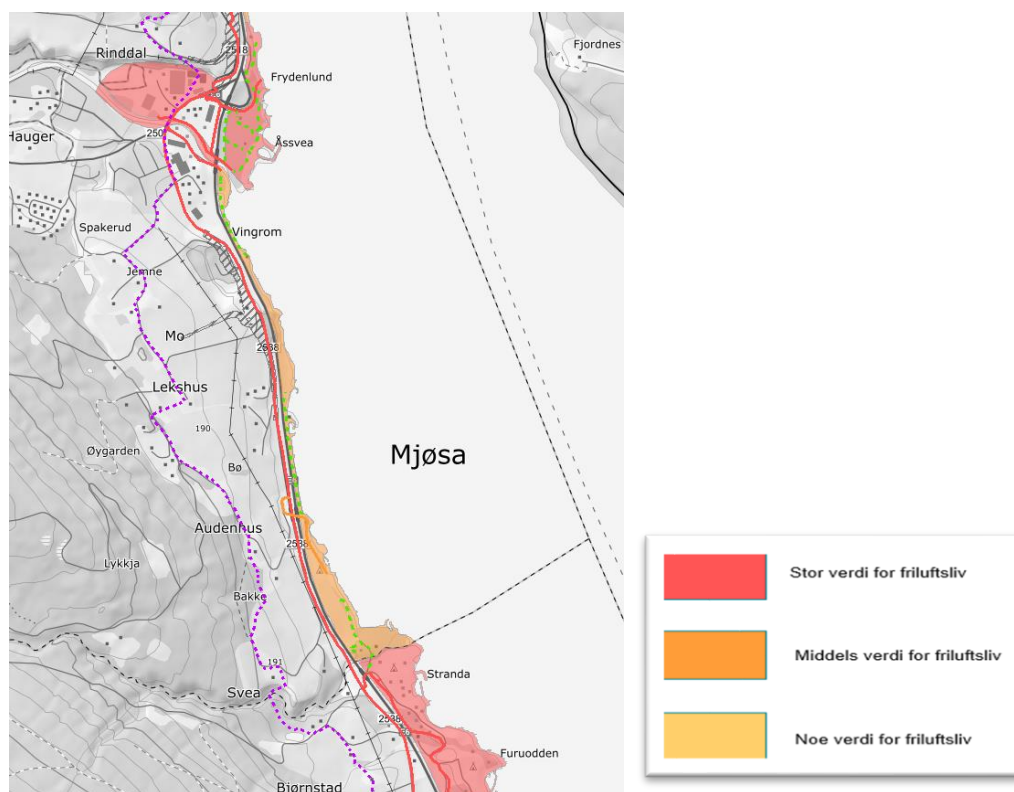 Rinddal
2518
Fjordnes
Frydenlund
Hauger
250
Åssvea
Spakerud
Vingrom
Jemne
Mo
2538
Lekshus
190
Øygarden
Bø
Mjøsa
Audenhus
2538
Lykkja
Bakke
191
Svea
Stranda
2538
Furuodden
Bjørnstad
Stor verdi for friluftsliv
Middels verdi for friluftsliv
Noe verdi for friluftsliv